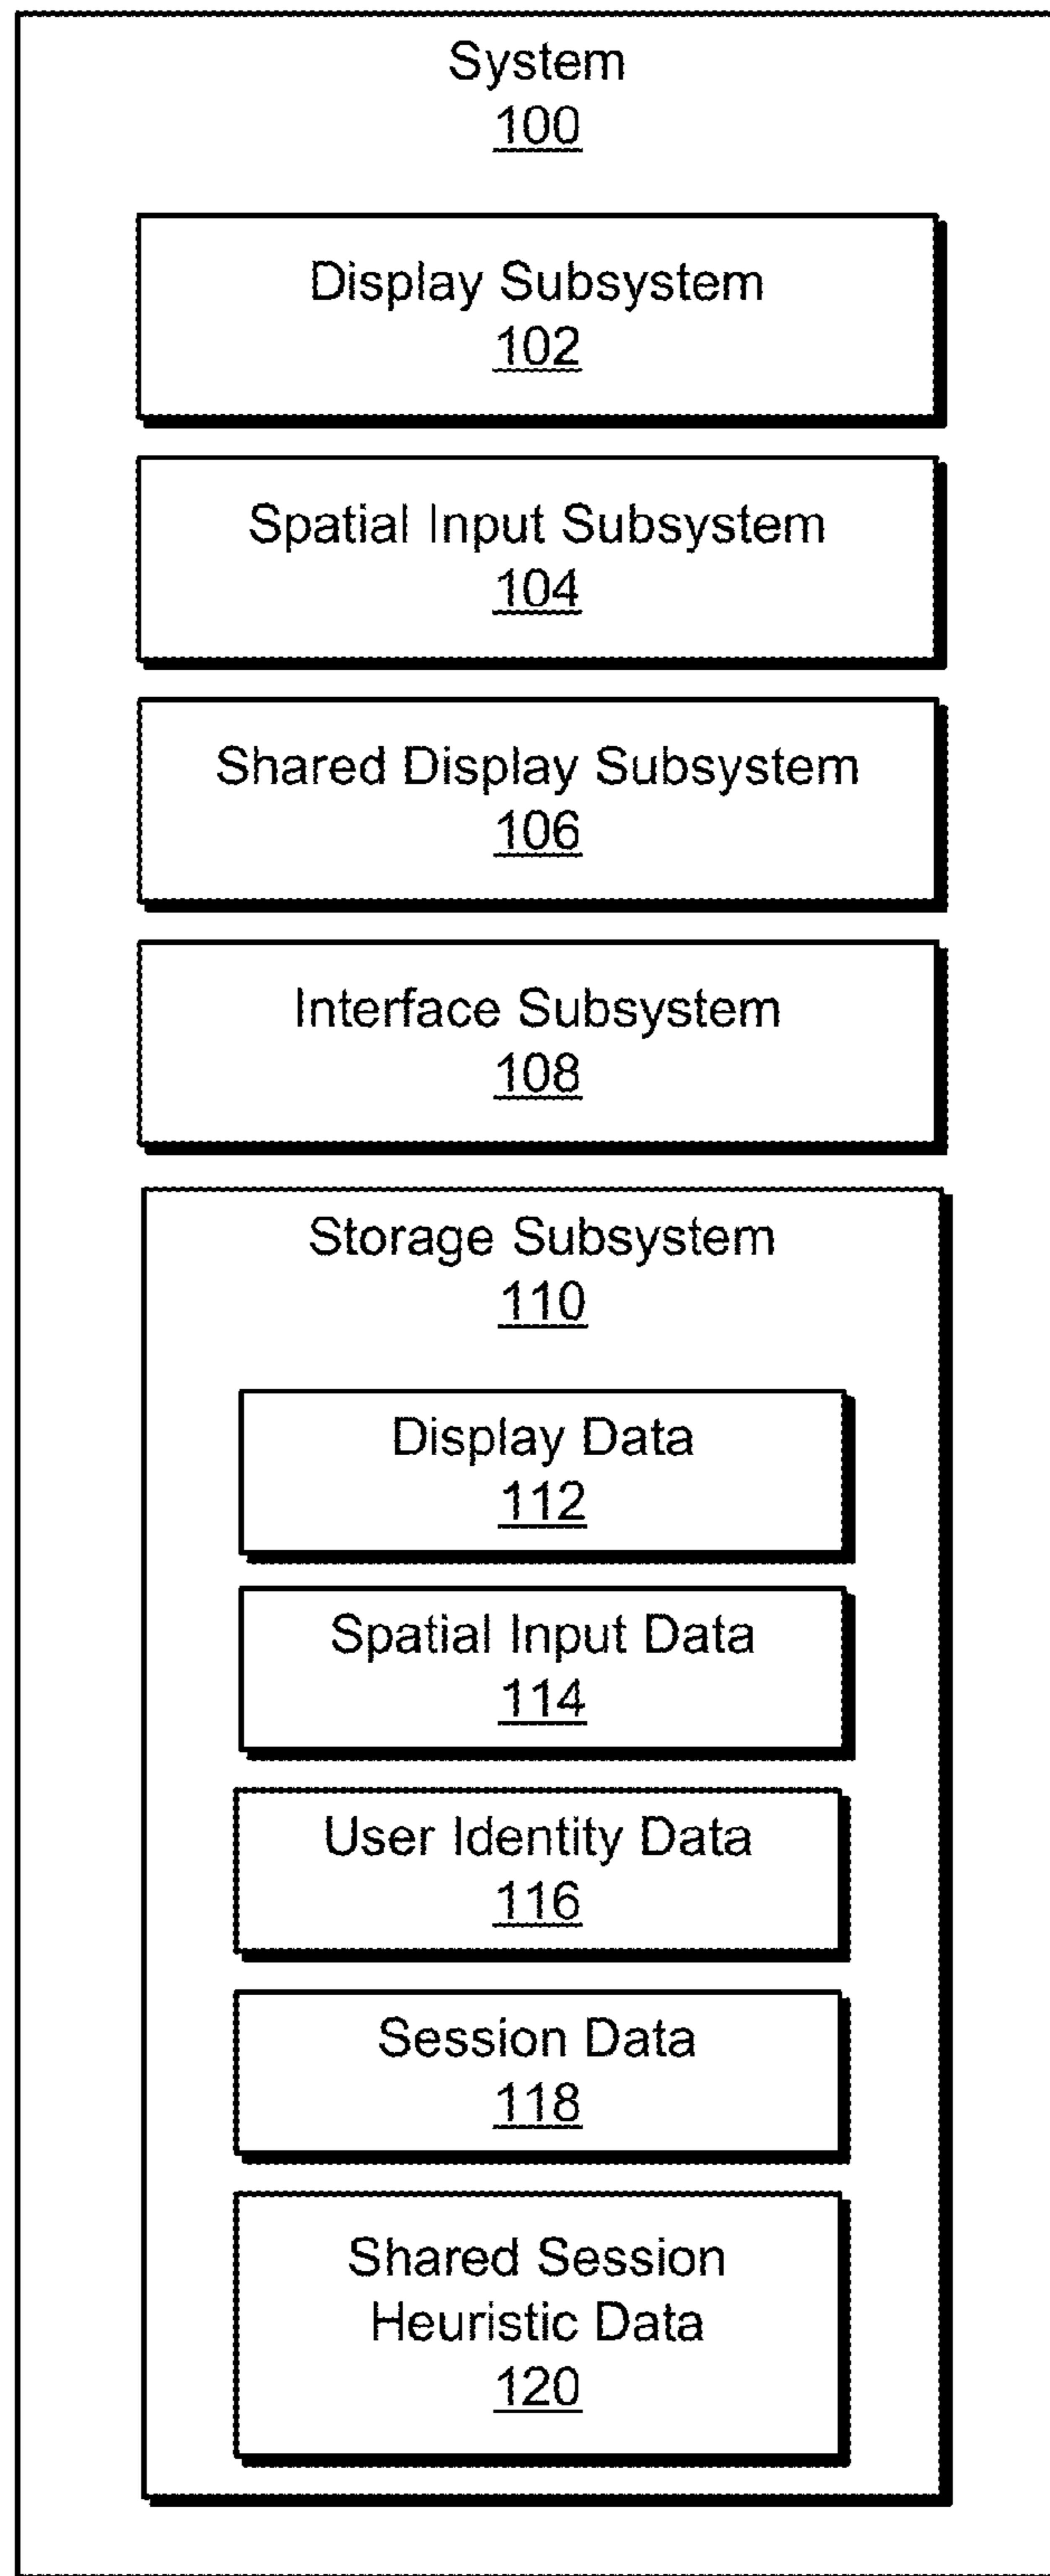 System
100
Display Subsystem
102
Spatial Input Subsystem
104
Shared Display Subsystem
106
Interface Subsystem
108
Storage Subsystem
110
Display Data
112
Spatial Input Data
114
User Identity Data
116
Session Data
118
Shared Session
Heuristic Data
120